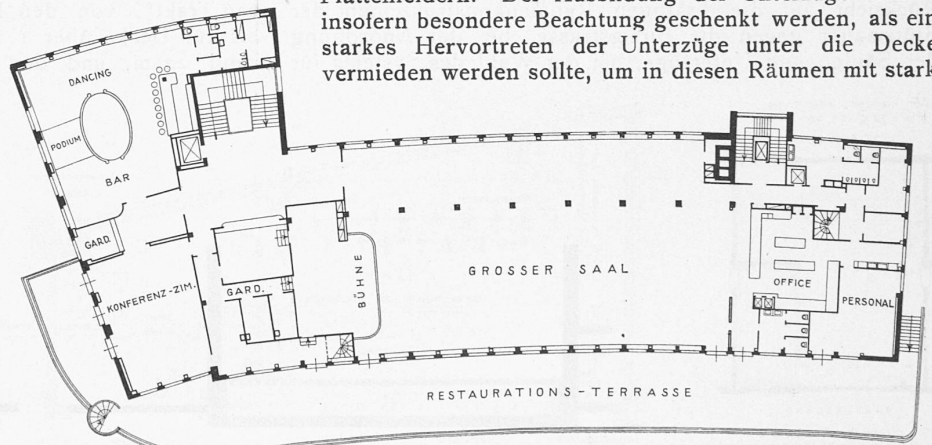 insofern besondere Beachtung geschenkt werden, als ein
starkes Hervortreten der Unterzüge unter die Decke
vermieden werden sollte, um in diesen Räumen mit stark
DANCING
PODIUM
BAR
GARD.
KONFERENZ-ZIM.
GARD.
BÜHNE
GROSSER SAAL
OFFICE
PERSONAL
RESTAURATIONS-TERRASSE